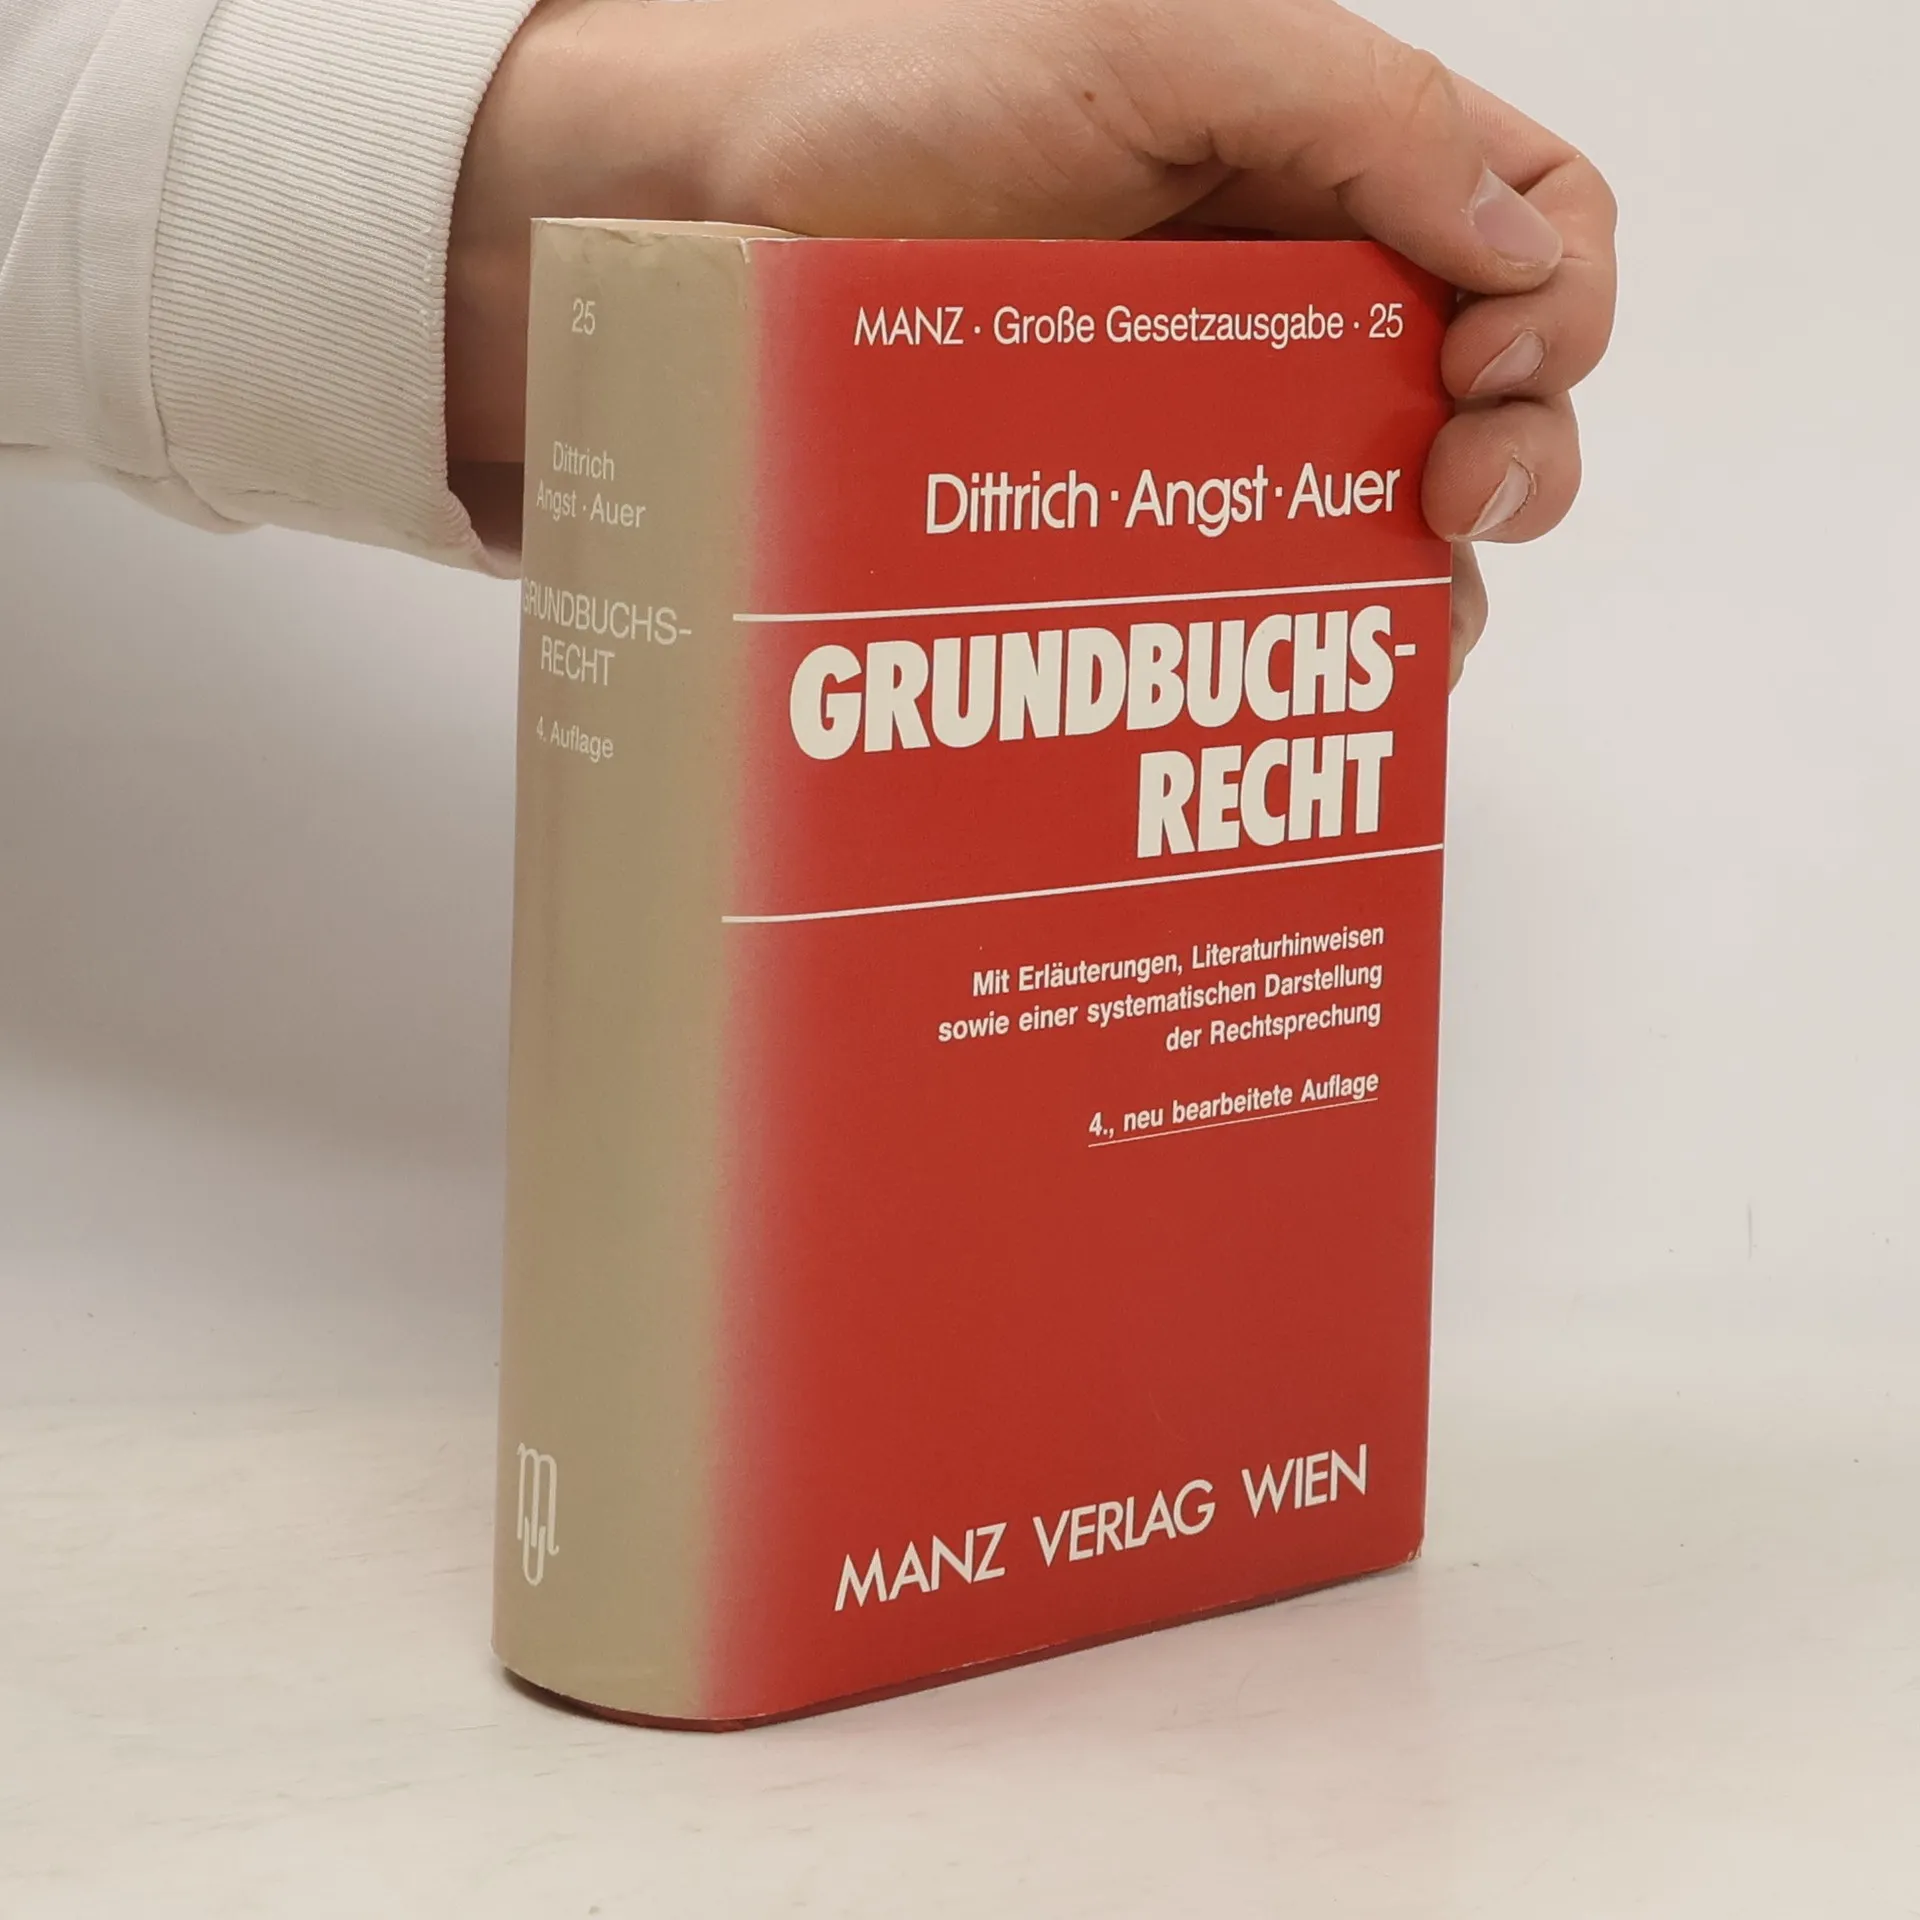 25
Dittrich
Angst · Auer
GRUNDBUCHS-
RECHT
4. Auflage
MANZ · Große Gesetzausgabe · 25
Dittrich · Angst · Auer
GRUNDBUCHS-
RECHT
Mit Erläuterungen, Literaturhinweisen
sowie einer systematischen Darstellung
der Rechtsprechung
4., neu bearbeitete Auflage
MANZ VERLAG WIEN